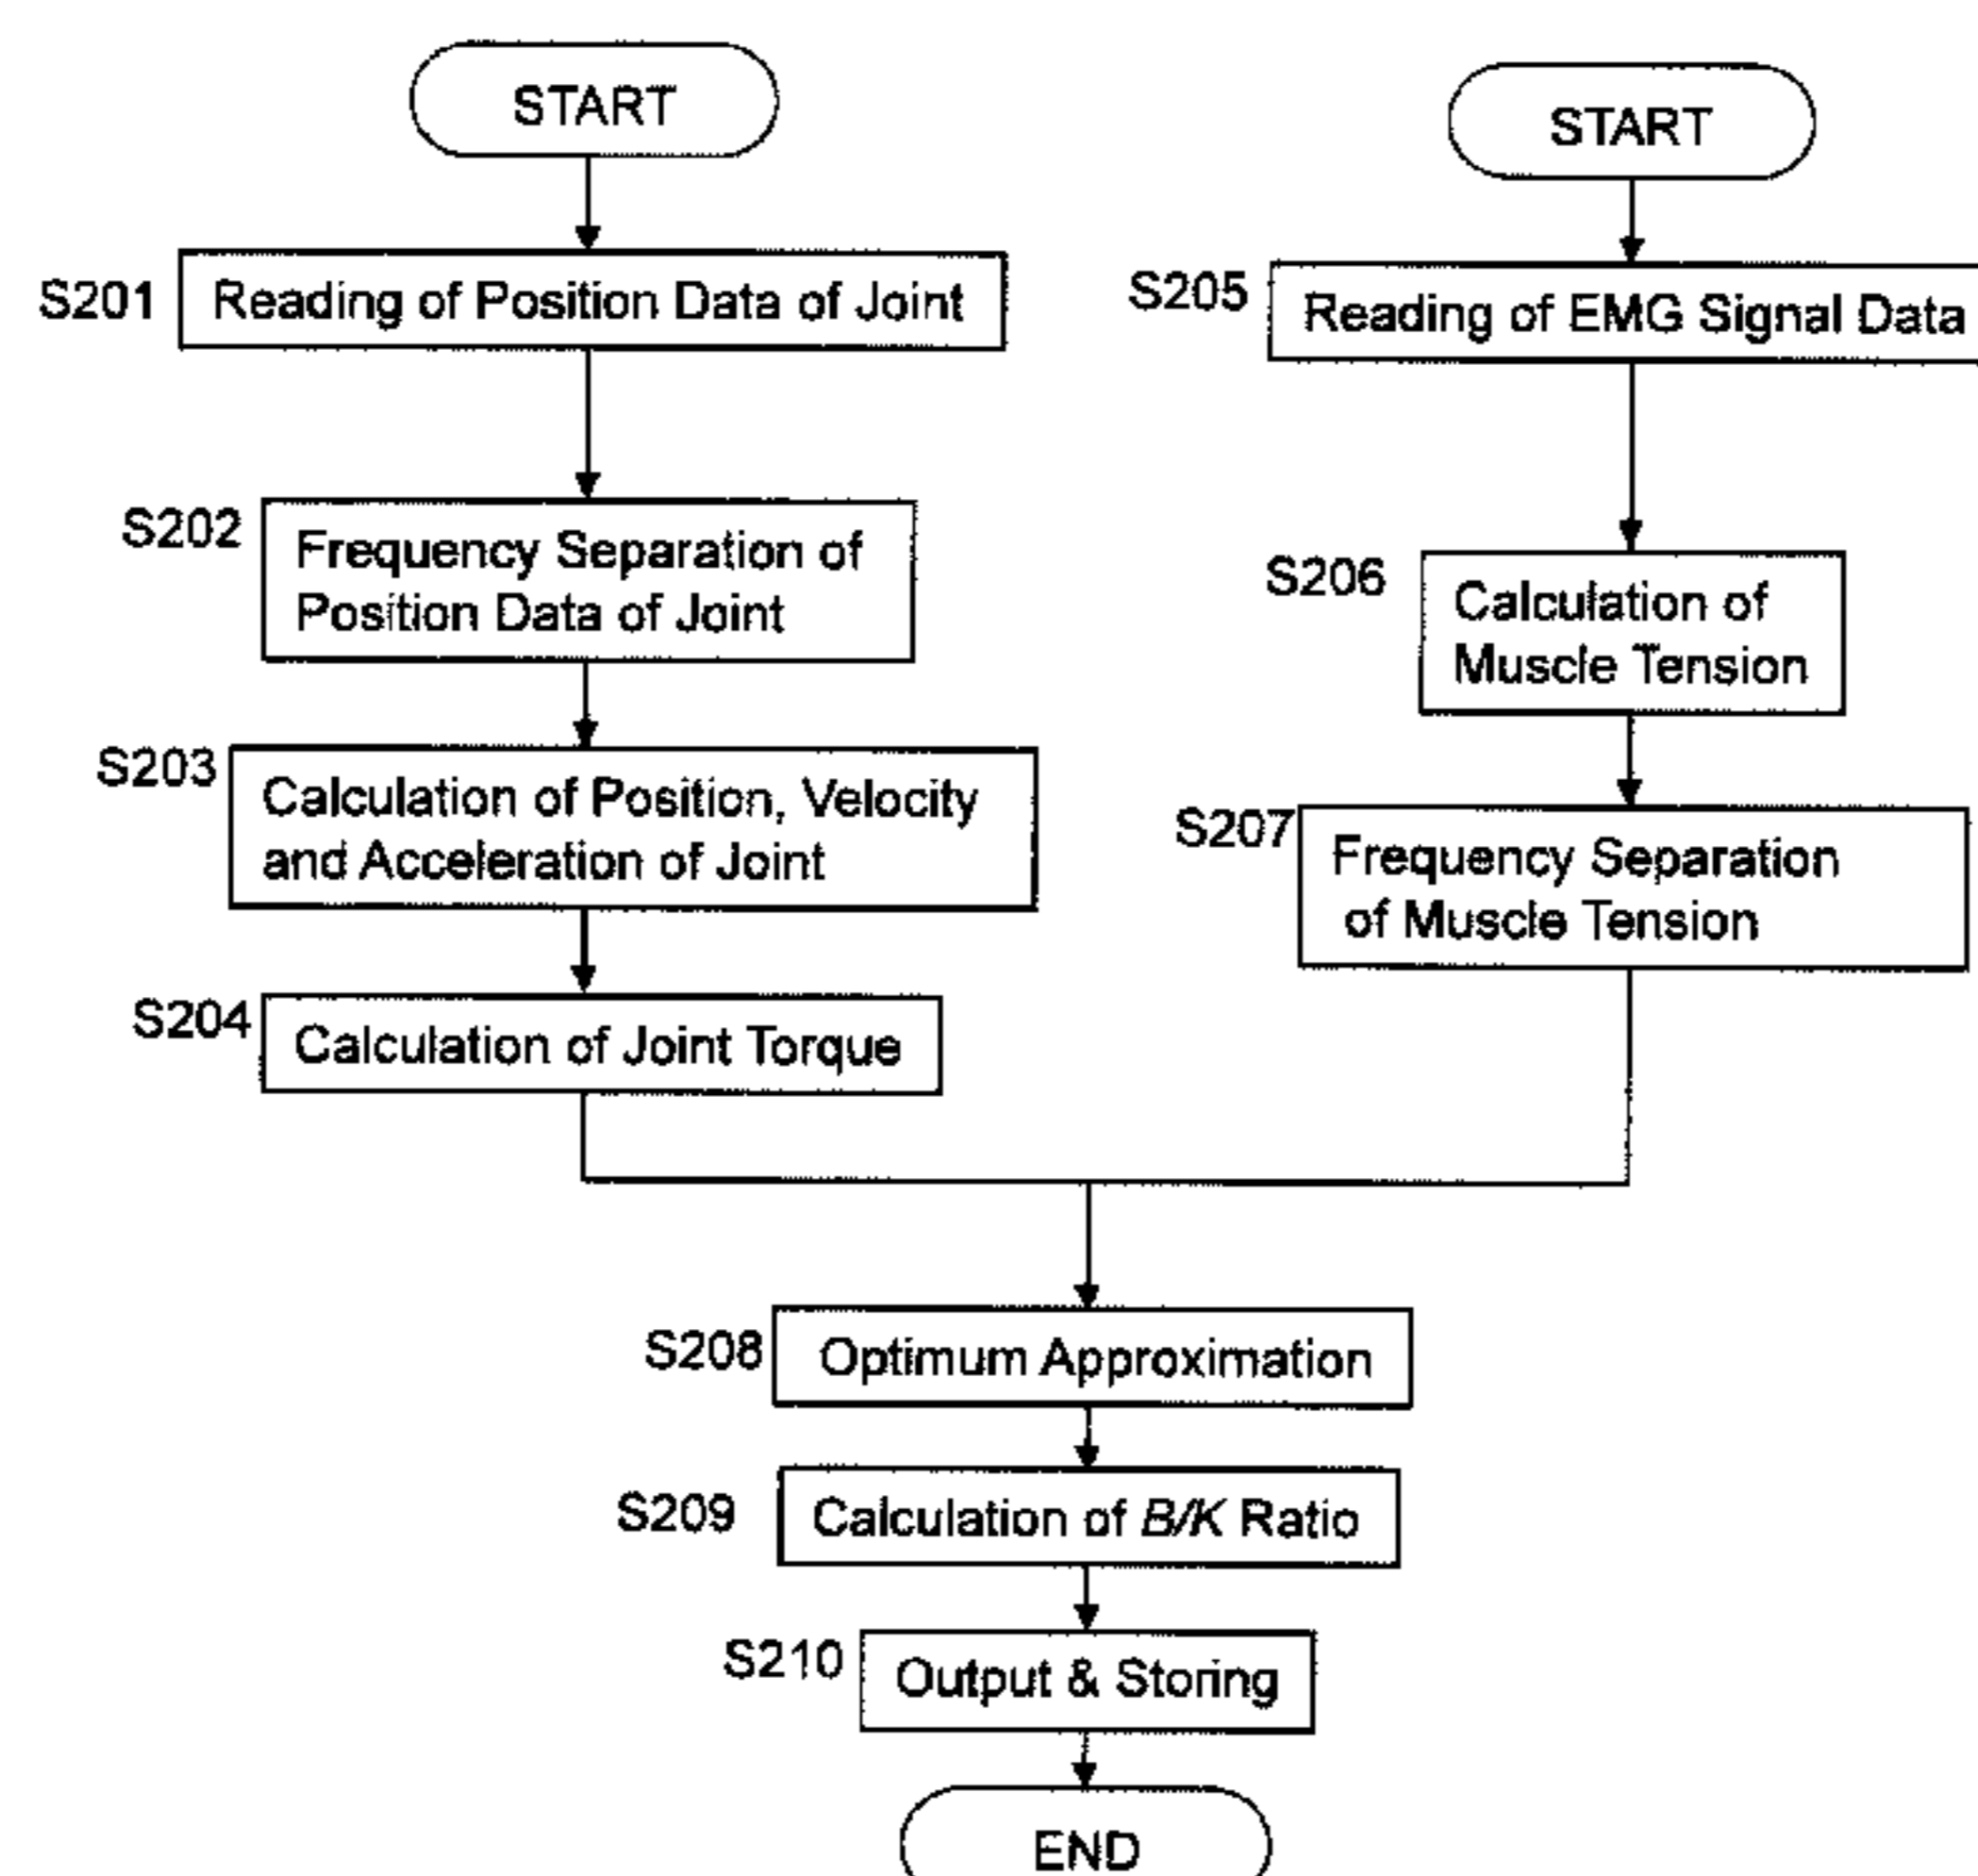 START
S201
Reading of Position Data of Joint
S202
Frequency Separation of
Position Data of Joint
S203
Calculation of Position, Velocity
and Acceleration of Joint
S204
Calculation of Joint Torque
START
S205
Reading of EMG Signal Data
S206
Calculation of
Muscle Tension
S207
Frequency Separation
of Muscle Tension
S208
Optimum Approximation
S209
Calculation of B/K Ratio
S210
Output & Storing
END